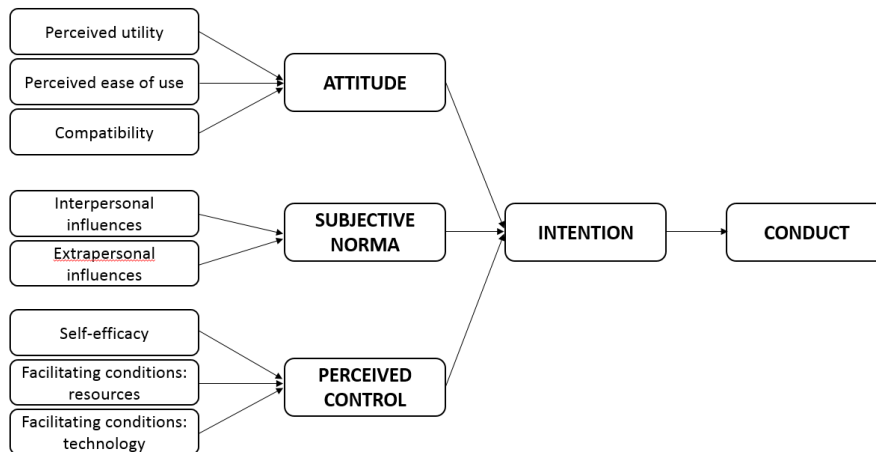 Perceived utility
Perceived ease of use
Compatibility
ATTITUDE
Interpersonal
influences
Extrapersonal
influences
SUBJECTIVE
NORMA
INTENTION
CONDUCT
Self-efficacy
Facilitating conditions:
resources
Facilitating conditions:
technology
PERCEIVED
CONTROL